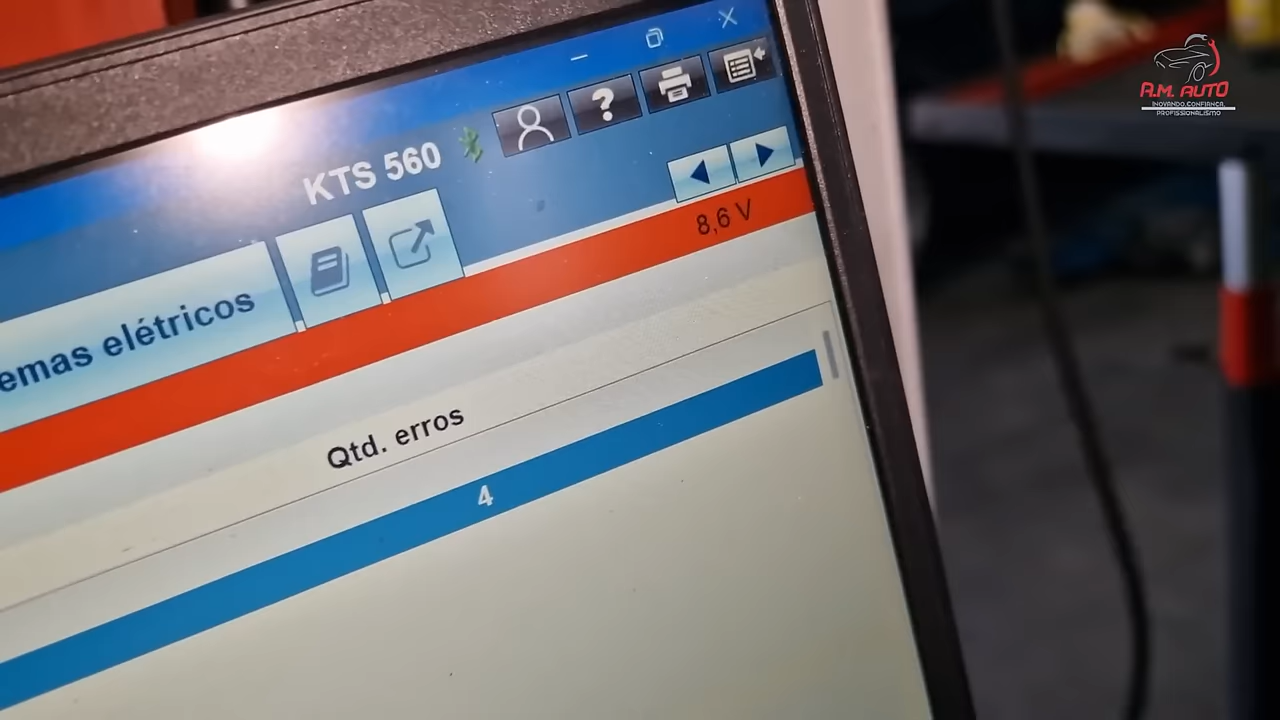 KTS 560
?
8,6 V
emas elétricos
Qtd. erros
4
A.M. AUTO
INOVANDO, CONFIANÇA,
PROFISSIONALISMO